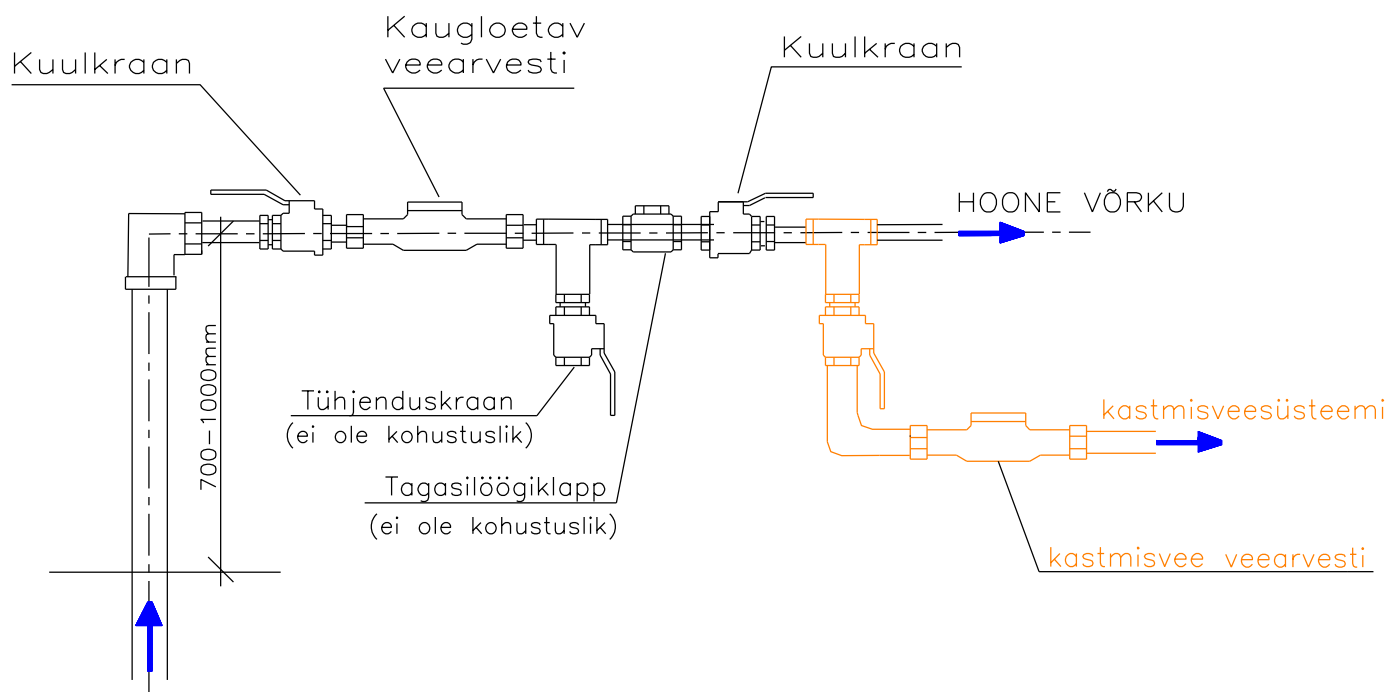 Kuulkraan
Kaugloetav
veearvesti
Kuulkraan
HOONE VÕRKU
700-1000mm
Tühjenduskraan
(ei ole kohustuslik)
Tagasilöögiklapp
(ei ole kohustuslik)
kastmisveesüsteemi
kastmisvee veearvesti